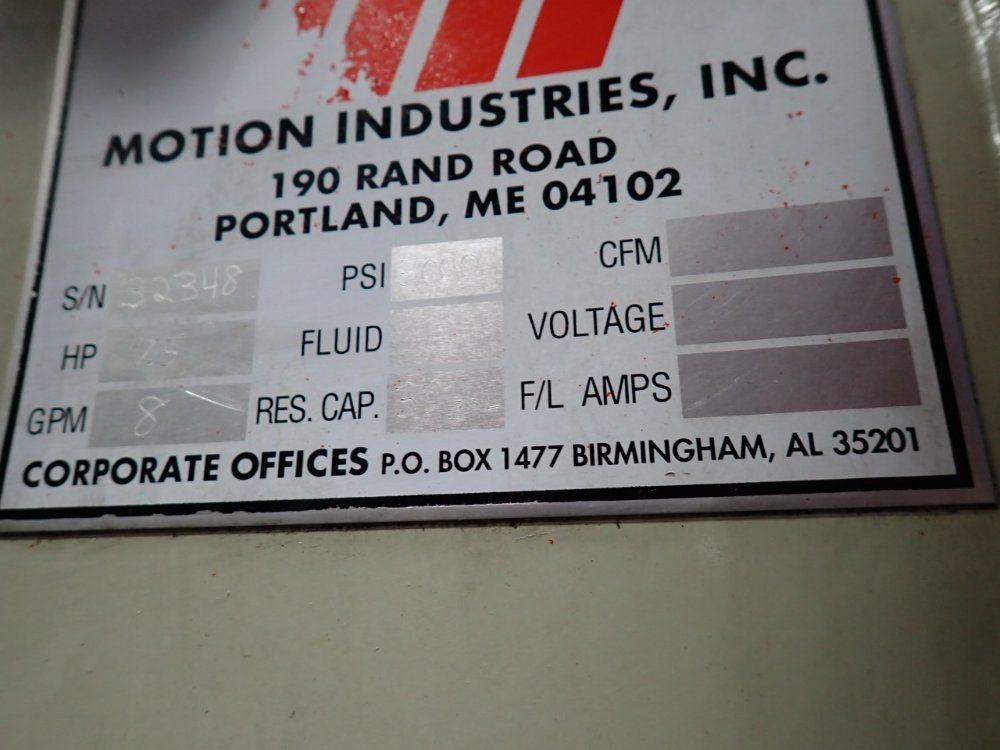 MOTION INDUSTRIES, INC.
190 RAND ROAD
PORTLAND, ME 04102
S/N 32348 PSI CFM
HP FLUID VOLTAGE
GPM 8 RES. CAP. F/L AMPS
CORPORATE OFFICES P.O. BOX 1477 BIRMINGHAM, AL 35201